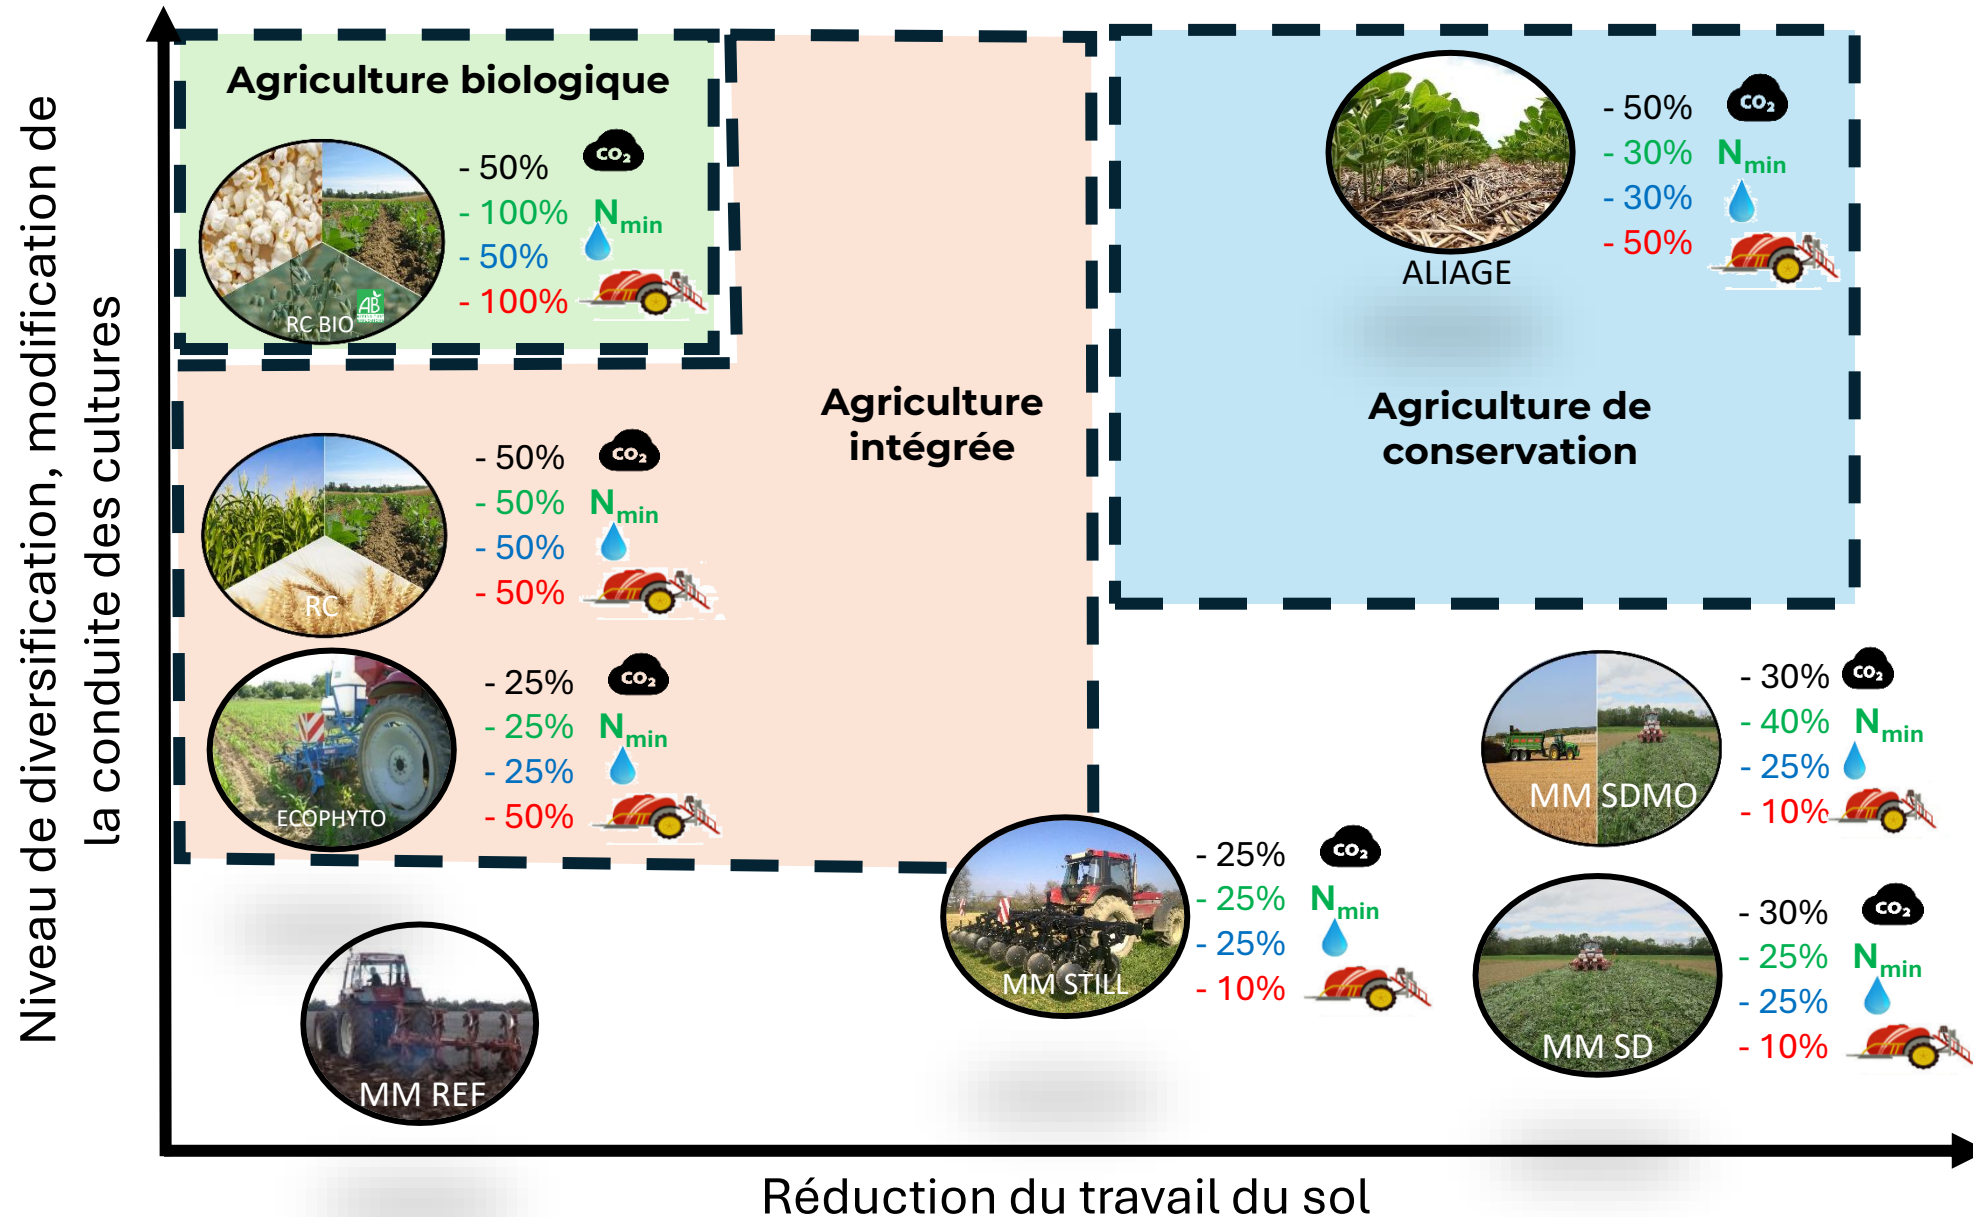 Niveau de diversification, modification de
la conduite des cultures
Agriculture biologique
- 50%
CO₂
- 100%
Nmin
- 50%
- 100%
RC BIO
AB
Agriculture
intégrée
- 50%
CO₂
- 50%
Nmin
- 50%
- 50%
RC
- 25%
CO₂
- 25%
Nmin
- 25%
- 50%
ECOPHYTO
- 50%
CO₂
- 30%
Nmin
- 30%
- 50%
ALIAGE
Agriculture de
conservation
- 30%
CO₂
- 40%
Nmin
- 25%
- 10%
MM SDMO
- 25%
CO₂
- 25%
Nmin
- 25%
- 10%
MM STILL
- 30%
CO₂
- 25%
Nmin
- 25%
- 10%
MM SD
MM REF
Réduction du travail du sol